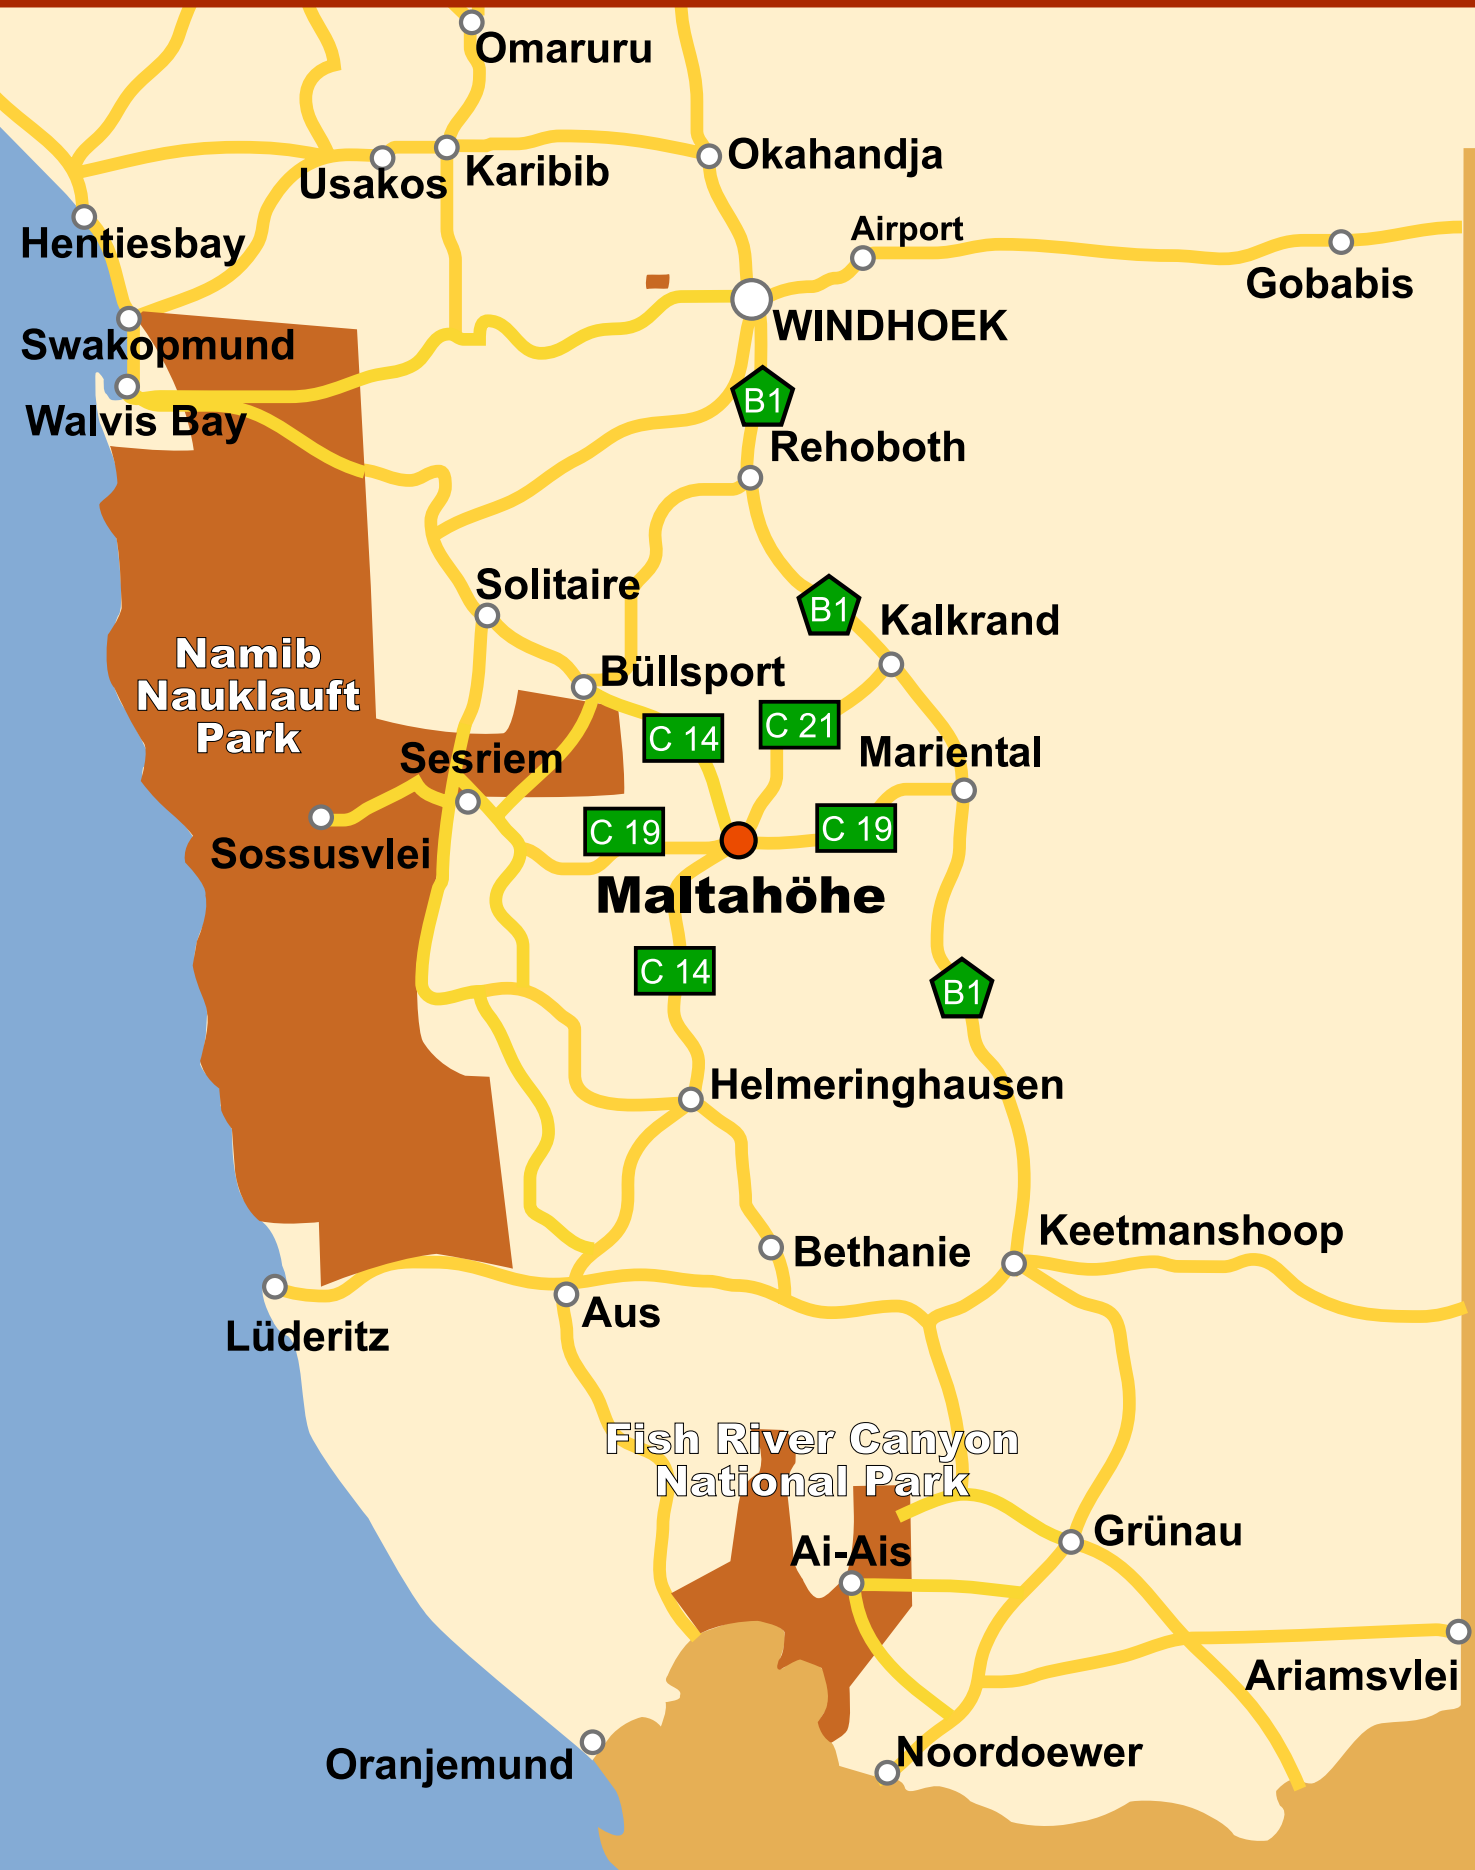 Omaruru
Okahandja
Karibib
Usakos
Airport
Hentiesbay
Gobabis
WINDHOEK
Swakopmund
B1
Walvis Bay
Rehoboth
Solitaire
B1
Kalkrand
Namib
Nauklauft
Park
Büllsport
C 14
C 21
Sesriem
Mariental
C 19
C 19
Sossusvlei
Maltahöhe
C 14
B1
Helmeringhausen
Keetmanshoop
Bethanie
Aus
Lüderitz
Fish River Canyon
National Park
Grünau
Ai-Ais
Ariamsvlei
Noordoewer
Oranjemund